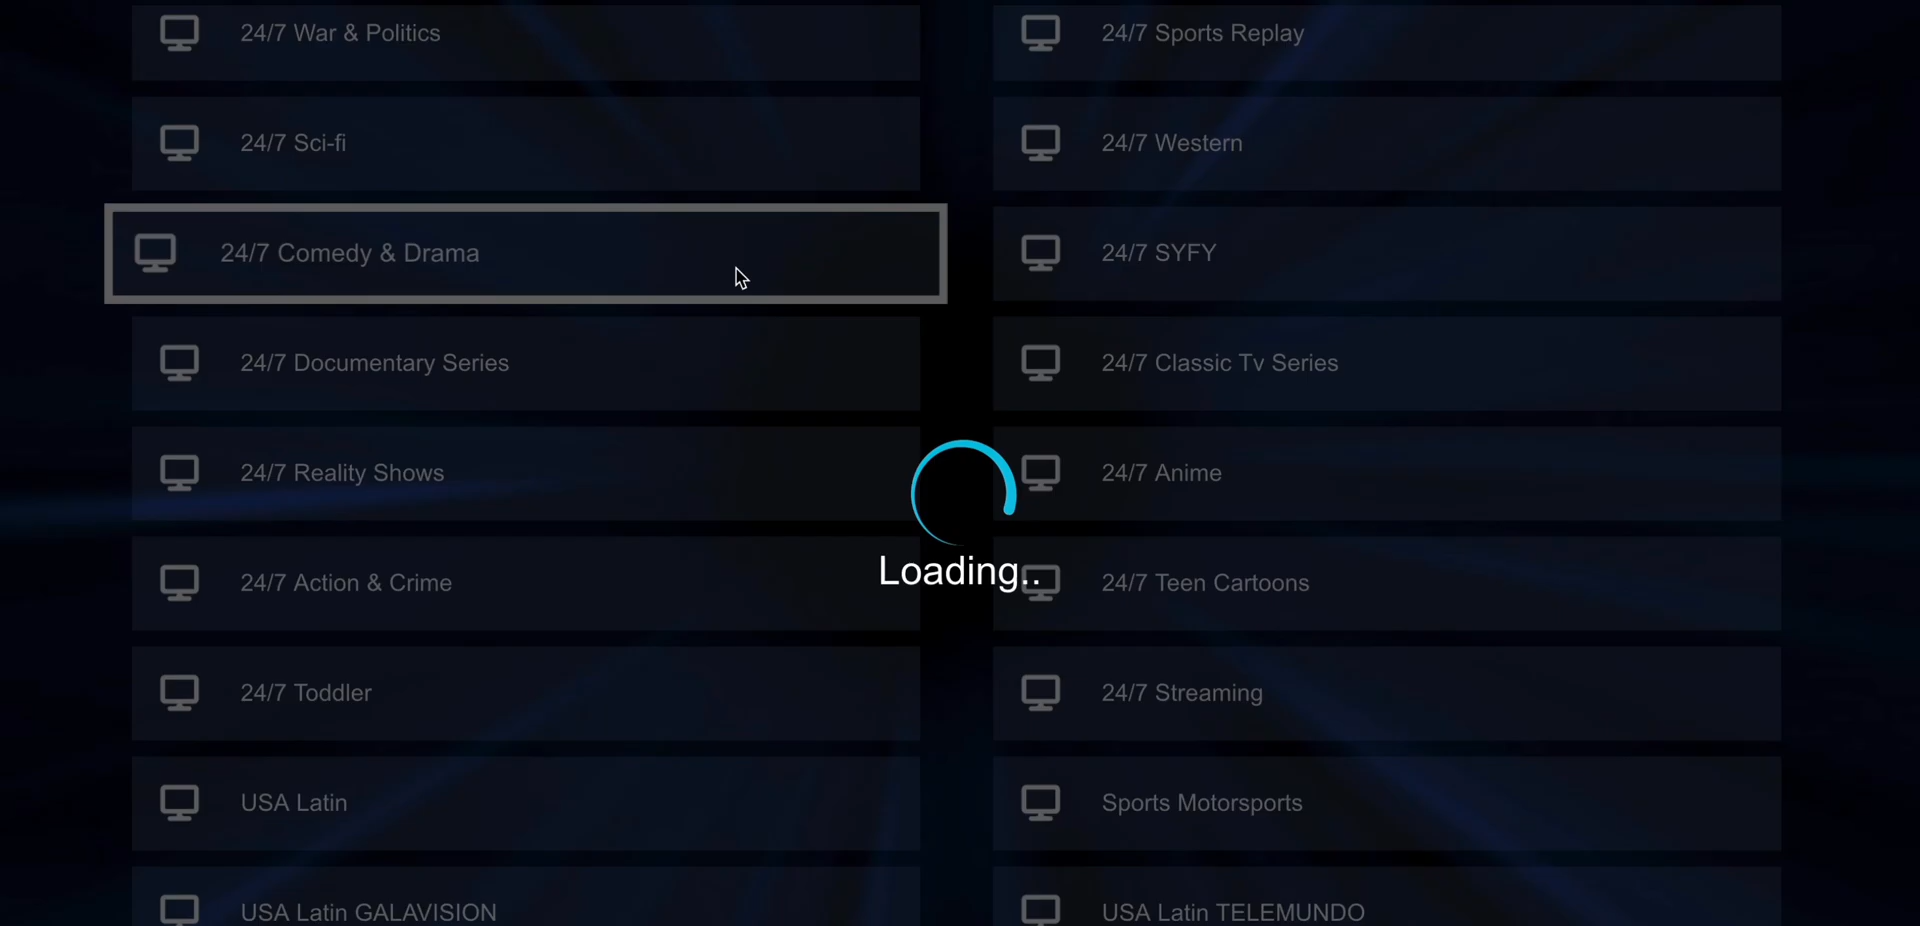 24/7 War & Politics
24/7 Sports Replay
24/7 Sci-fi
24/7 Western
24/7 Comedy & Drama
24/7 SYFY
24/7 Documentary Series
24/7 Classic Tv Series
24/7 Reality Shows
24/7 Anime
24/7 Action & Crime
Loading..
24/7 Teen Cartoons
24/7 Toddler
24/7 Streaming
USA Latin
Sports Motorsports
USA Latin GALAVISION
USA Latin TELEMUNDO